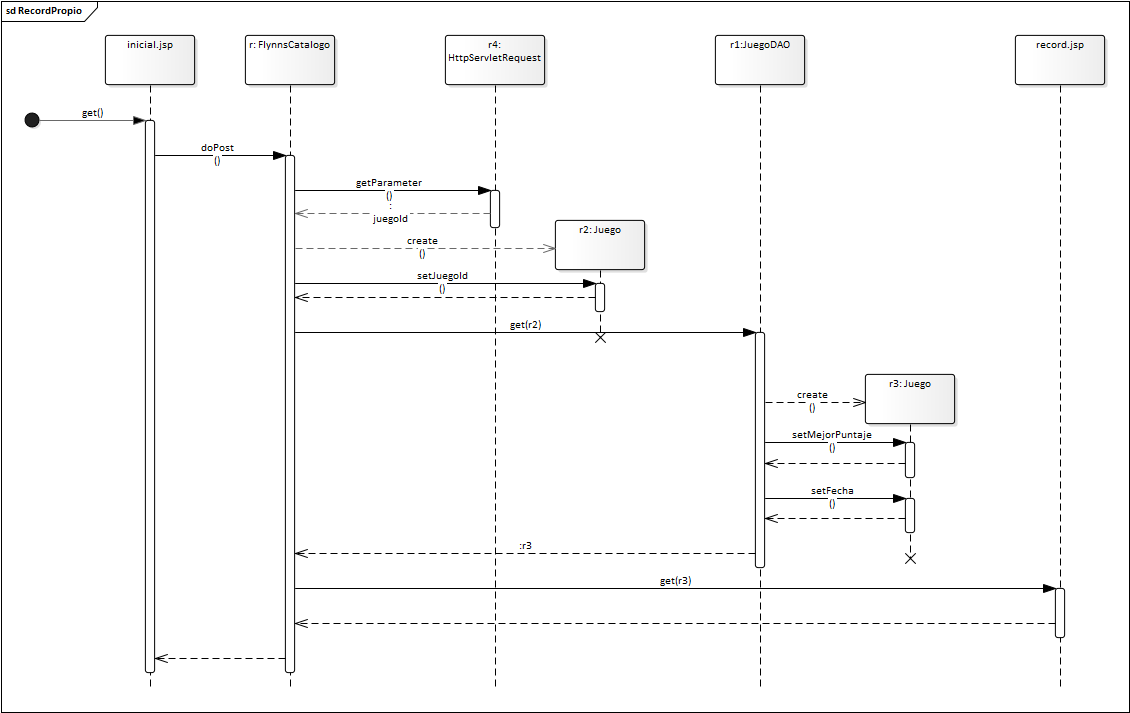 sd RecordPropio
inicial.jsp
r: FlynnsCatalogo
r4:
HttpServletRequest
r1:JuegoDAO
record.jsp
get()
doPost
()
getParameter
()
:
juegoId
create
()
r2: Juego
setJuegoId
()
get(r2)
create
()
r3: Juego
setMejorPuntaje
()
setFecha
()
:r3
get(r3)